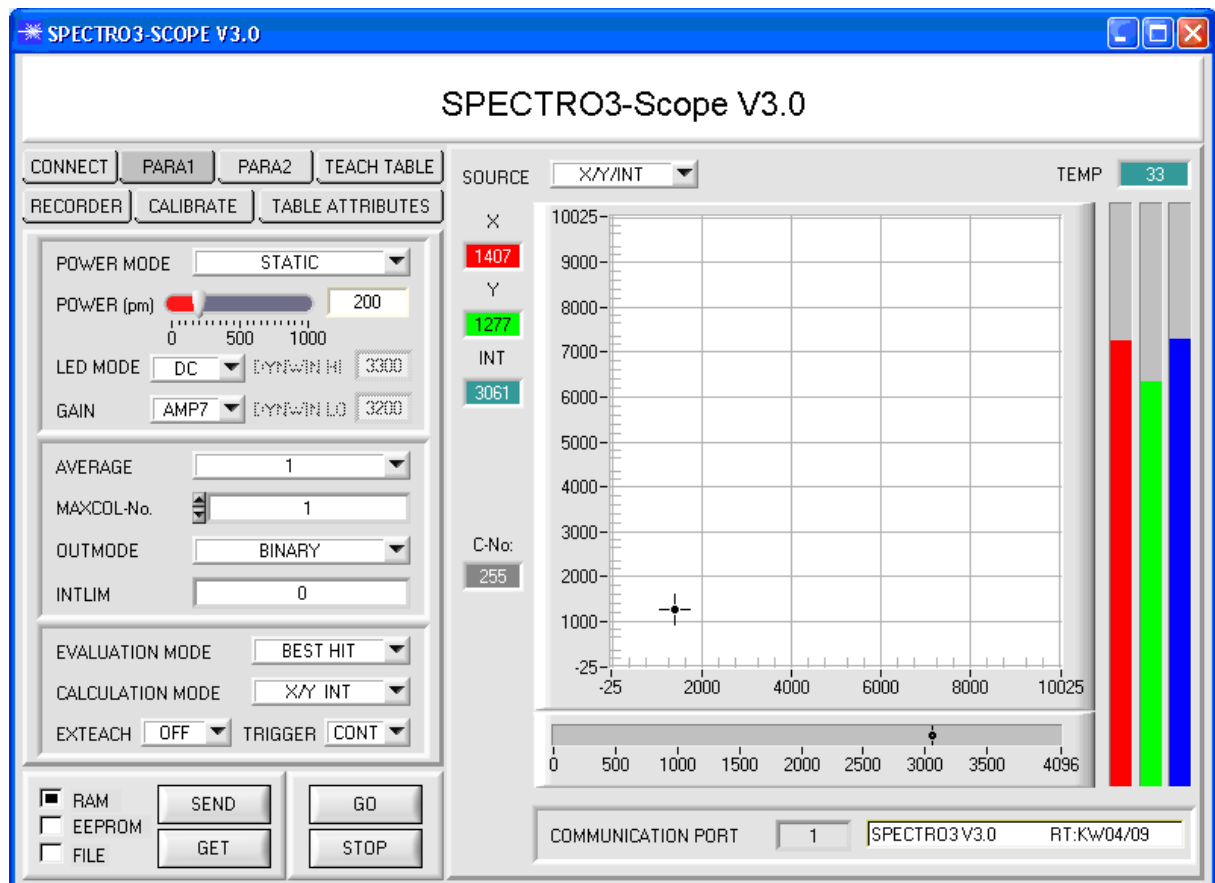 SPECTRO3-SCOPE V3.0
SPECTRO3-Scope V3.0
CONNECT PARA1 PARA2 TEACH TABLE
RECORDER CALIBRATE TABLE ATTRIBUTES
POWER MODE STATIC
POWER (pm) 200
0 500 1000
LED MODE DC DYNWIN HI 3300
GAIN AMP7 DYNWIN LO 3200
AVERAGE 1
MAXCOL-No. 1
OUTMODE BINARY
INTLIM 0
EVALUATION MODE BEST HIT
CALCULATION MODE X/Y INT
EXTEACH OFF TRIGGER CONT
RAM
EEPROM
FILE
SEND
GET
GO
STOP
SOURCE X/Y/INT
TEMP 33
X
1407
Y
1277
INT
3061
C-No:
255
10025
9000
8000
7000
6000
5000
4000
3000
2000
1000
-25
-25 2000 4000 6000 8000 10025
0 500 1000 1500 2000 2500 3000 3500 4096
COMMUNICATION PORT 1 SPECTRO3 V3.0 RT:KW04/09